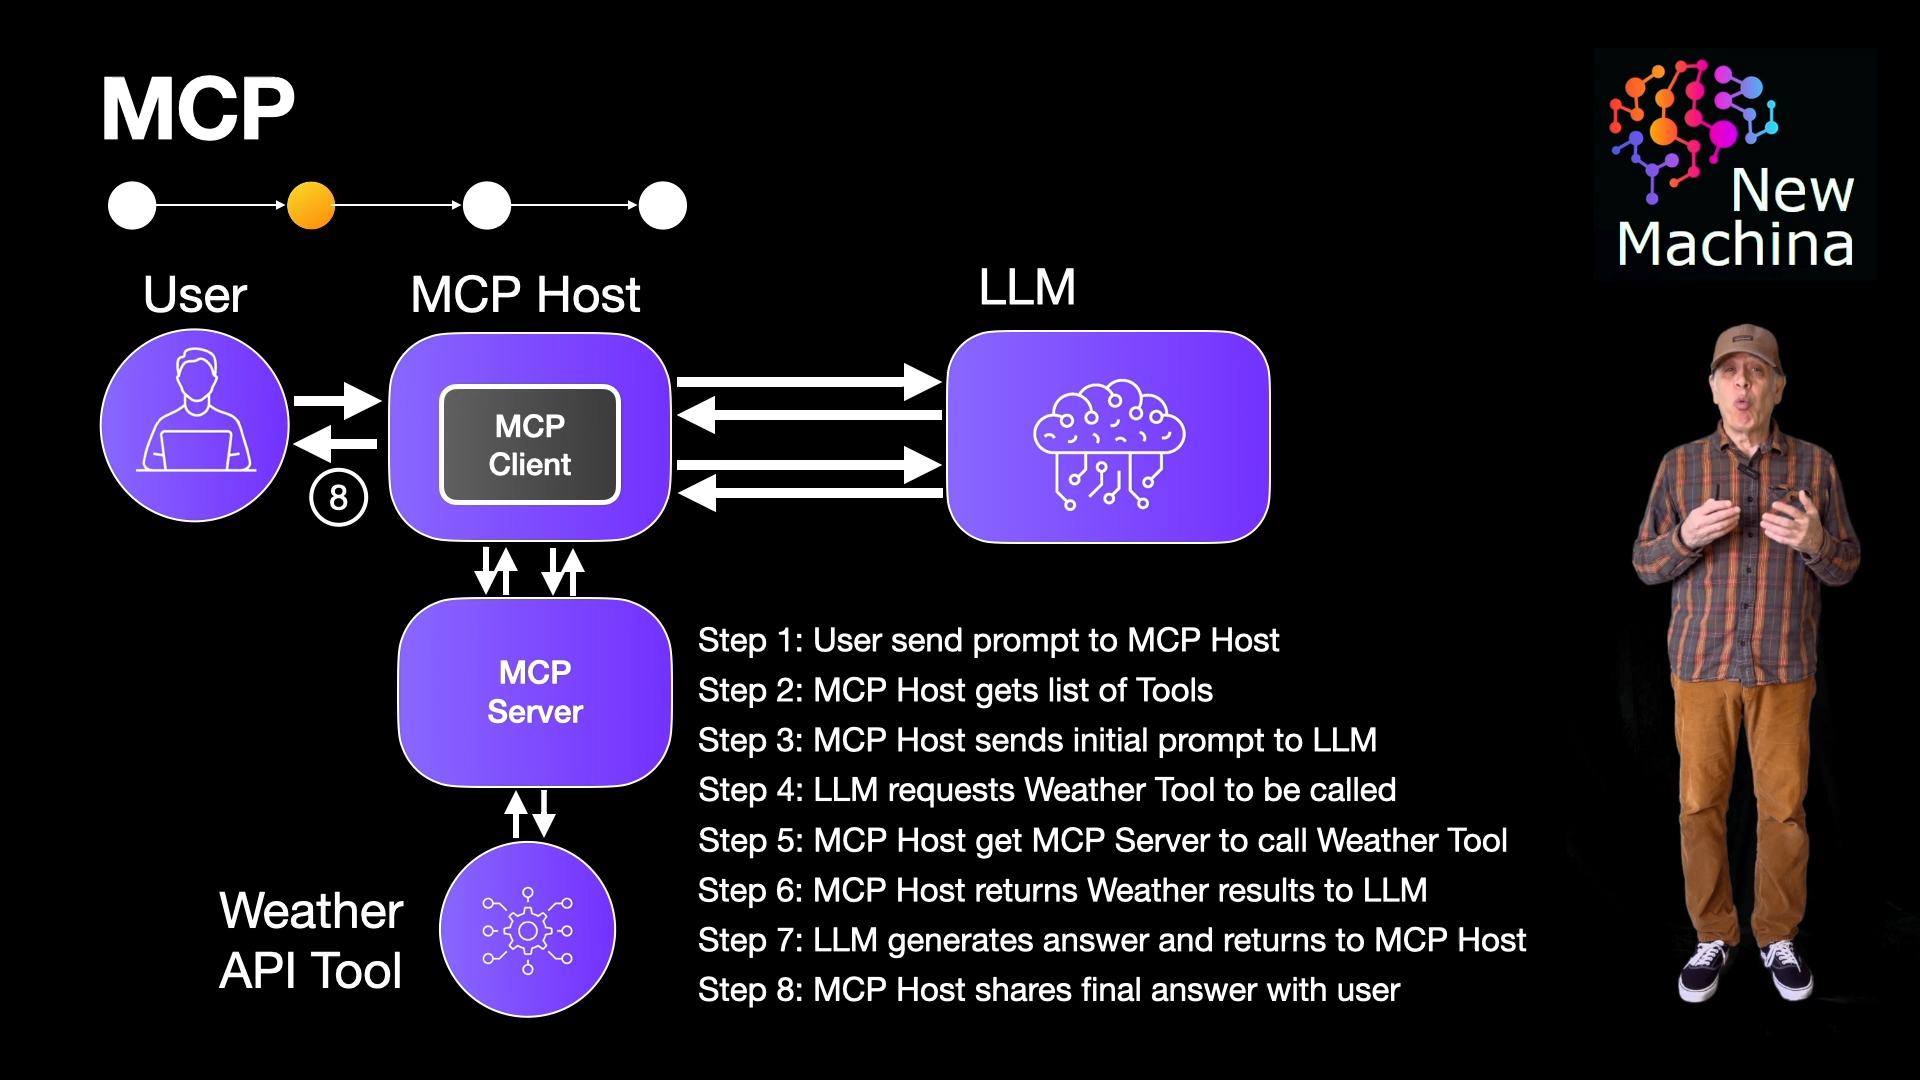 MCP
New
Machina
User
MCP Host
LLM
MCP
Client
8
MCP
Server
Weather
API Tool
Step 1: User send prompt to MCP Host
Step 2: MCP Host gets list of Tools
Step 3: MCP Host sends initial prompt to LLM
Step 4: LLM requests Weather Tool to be called
Step 5: MCP Host get MCP Server to call Weather Tool
Step 6: MCP Host returns Weather results to LLM
Step 7: LLM generates answer and returns to MCP Host
Step 8: MCP Host shares final answer with user